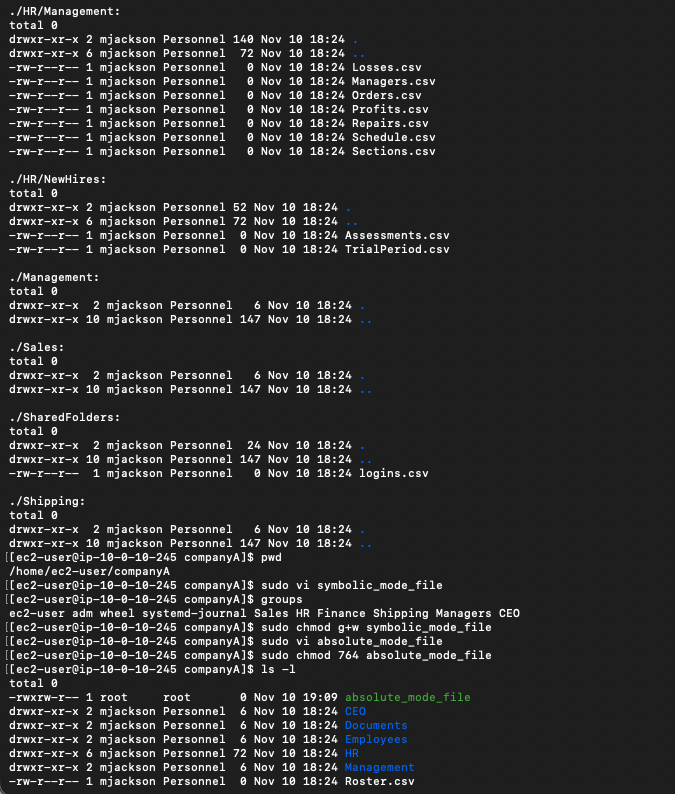 ./HR/Management:
total 0
drwxr-xr-x 2 mjackson Personnel 140 Nov 10 18:24 .
drwxr-xr-x 6 mjackson Personnel  72 Nov 10 18:24 ..
-rw-r--r-- 1 mjackson Personnel   0 Nov 10 18:24 Losses.csv
-rw-r--r-- 1 mjackson Personnel   0 Nov 10 18:24 Managers.csv
-rw-r--r-- 1 mjackson Personnel   0 Nov 10 18:24 Orders.csv
-rw-r--r-- 1 mjackson Personnel   0 Nov 10 18:24 Profits.csv
-rw-r--r-- 1 mjackson Personnel   0 Nov 10 18:24 Repairs.csv
-rw-r--r-- 1 mjackson Personnel   0 Nov 10 18:24 Schedule.csv
-rw-r--r-- 1 mjackson Personnel   0 Nov 10 18:24 Sections.csv
./HR/NewHires:
total 0
drwxr-xr-x 2 mjackson Personnel 52 Nov 10 18:24 .
drwxr-xr-x 6 mjackson Personnel 72 Nov 10 18:24 ..
-rw-r--r-- 1 mjackson Personnel  0 Nov 10 18:24 Assessments.csv
-rw-r--r-- 1 mjackson Personnel  0 Nov 10 18:24 TrialPeriod.csv
./Management:
total 0
drwxr-xr-x  2 mjackson Personnel   6 Nov 10 18:24 .
drwxr-xr-x 10 mjackson Personnel 147 Nov 10 18:24 ..
./Sales:
total 0
drwxr-xr-x  2 mjackson Personnel   6 Nov 10 18:24 .
drwxr-xr-x 10 mjackson Personnel 147 Nov 10 18:24 ..
./SharedFolders:
total 0
drwxr-xr-x  2 mjackson Personnel  24 Nov 10 18:24 .
drwxr-xr-x 10 mjackson Personnel 147 Nov 10 18:24 ..
-rw-r--r--  1 mjackson Personnel   0 Nov 10 18:24 logins.csv
./Shipping:
total 0
drwxr-xr-x  2 mjackson Personnel   6 Nov 10 18:24 .
drwxr-xr-x 10 mjackson Personnel 147 Nov 10 18:24 ..
[[ec2-user@ip-10-0-10-245 companyA]$ pwd
/home/ec2-user/companyA
[[ec2-user@ip-10-0-10-245 companyA]$ sudo vi symbolic_mode_file
[[ec2-user@ip-10-0-10-245 companyA]$ groups
ec2-user adm wheel systemd-journal Sales HR Finance Shipping Managers CEO
[[ec2-user@ip-10-0-10-245 companyA]$ sudo chmod g+w symbolic_mode_file
[[ec2-user@ip-10-0-10-245 companyA]$ sudo vi absolute_mode_file
[[ec2-user@ip-10-0-10-245 companyA]$ sudo chmod 764 absolute_mode_file
[[ec2-user@ip-10-0-10-245 companyA]$ ls -l
total 0
-rwxrw-r-- 1 root     root       0 Nov 10 19:09 absolute_mode_file
drwxr-xr-x 2 mjackson Personnel  6 Nov 10 18:24 CEO
drwxr-xr-x 2 mjackson Personnel  6 Nov 10 18:24 Documents
drwxr-xr-x 2 mjackson Personnel  6 Nov 10 18:24 Employees
drwxr-xr-x 6 mjackson Personnel 72 Nov 10 18:24 HR
drwxr-xr-x 2 mjackson Personnel  6 Nov 10 18:24 Management
-rw-r--r-- 1 mjackson Personnel  0 Nov 10 18:24 Roster.csv